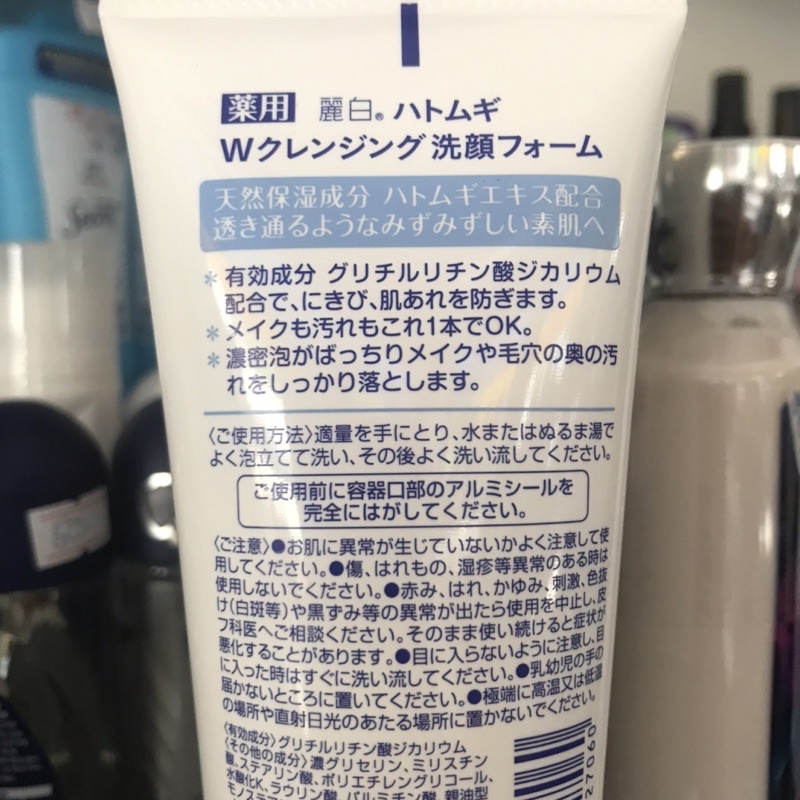 薬用 麗白® ハトムギ
Wクレンジング 洗顔フォーム
天然保湿成分 ハトムギエキス配合
透き通るようなみずみずしい素肌へ
* 有効成分 グリチルリチン酸ジカリウム
配合で、にきび、肌あれを防ぎます。
* メイクも汚れもこれ1本でOK。
* 濃密泡がばっちりメイクや毛穴の奥の汚
れをしっかり落とします。
〈ご使用方法〉適量を手にとり、水またはぬるま湯で
よく泡立てて洗い、その後よく洗い流してください。
ご使用前に容器口部のアルミシールを
完全にはがしてください。
〈ご注意〉●お肌に異常が生じていないかよく注意して使
用してください。●傷、はれもの、湿疹等異常のある時は
使用しないでください。●赤み、はれ、かゆみ、刺激、色抜
け(白斑等)や黒ずみ等の異常が出たら使用を中止し、皮
フ科医へご相談ください。そのまま使い続けると症状が
悪化することがあります。●目に入らないように注意し、目
に入った時はすぐに洗い流してください。●乳幼児の手の
届かないところに置いてください。●極端に高温又は低温
の場所や直射日光のあたる場所に置かないでください。
〈有効成分〉グリチルリチン酸ジカリウム
〈その他の成分〉濃グリセリン、ミリスチン
酸、ステアリン酸、ポリエチレングリコール、
水酸化K、ラウリン酸、パルミチン酸、親油型
27060